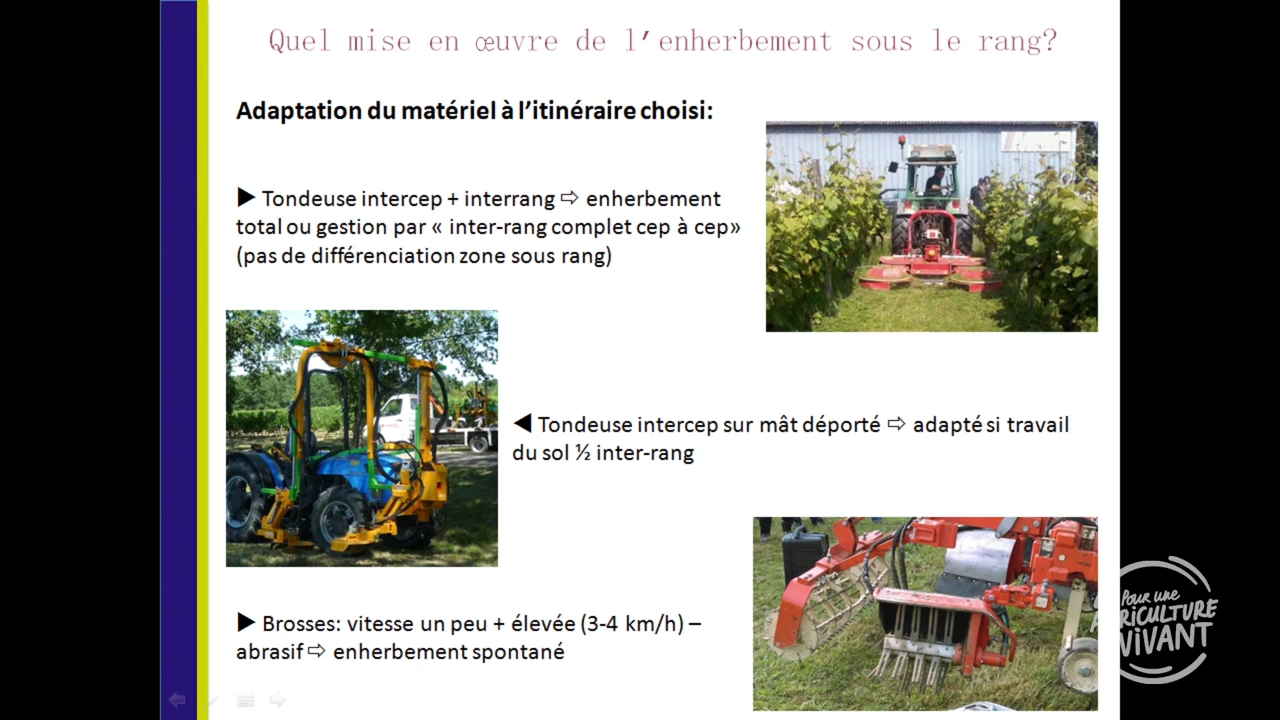 Quel mise en œuvre de l'enherbement sous le rang?
Adaptation du matériel à l'itinéraire choisi:
► Tondeuse intercep + interrang ⇨ enherbement
total ou gestion par « inter-rang complet cep à cep»
(pas de différenciation zone sous rang)
◄ Tondeuse intercep sur mât déporté ⇨ adapté si travail
du sol ½ inter-rang
► Brosses: vitesse un peu + élevée (3-4 km/h) –
abrasif ⇨ enherbement spontané
Pour une
AGRICULTURE
VIVANT